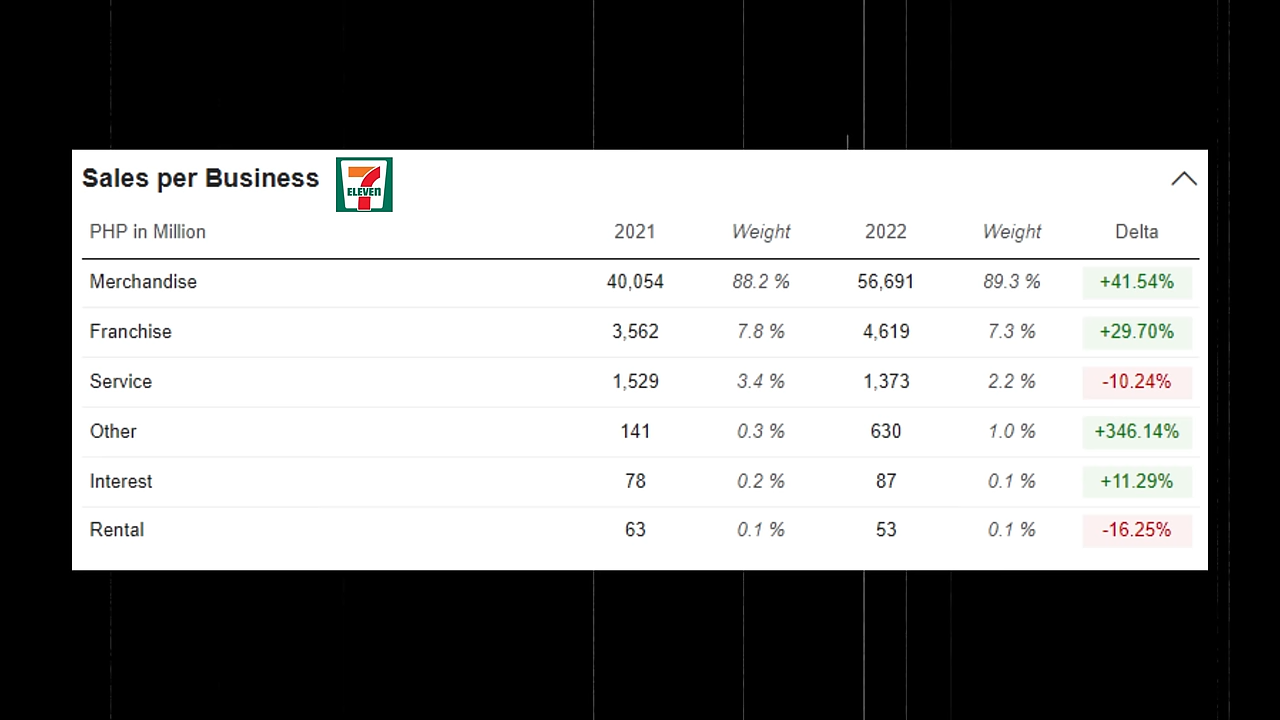 Sales per Business 7 ELEVEN
PHP in Million 2021 Weight 2022 Weight Delta
Merchandise 40,054 88.2 % 56,691 89.3 % +41.54%
Franchise 3,562 7.8 % 4,619 7.3 % +29.70%
Service 1,529 3.4 % 1,373 2.2 % -10.24%
Other 141 0.3 % 630 1.0 % +346.14%
Interest 78 0.2 % 87 0.1 % +11.29%
Rental 63 0.1 % 53 0.1 % -16.25%